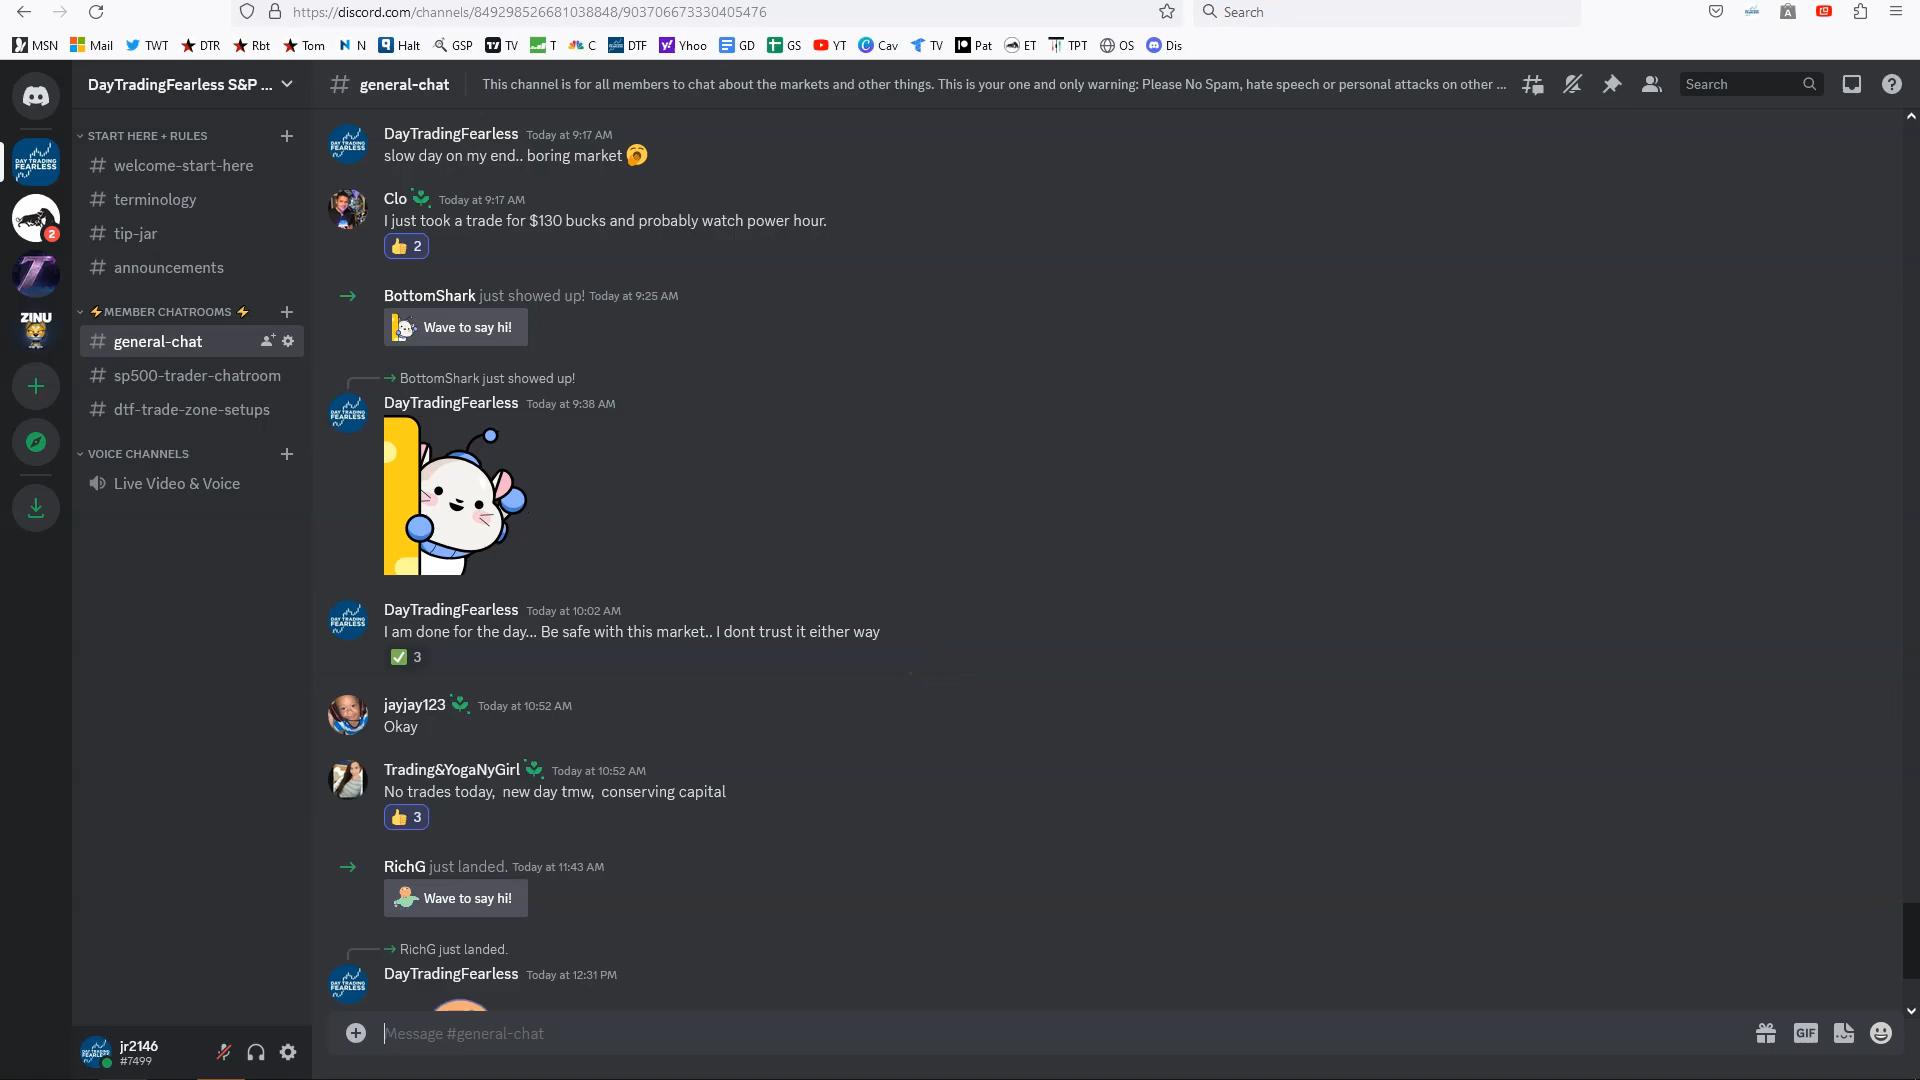 https://discord.com/channels/849298526681038848/903706673330405476
Search
MSN Mail TWT DTR Rbt Tom N Halt GSP TV T C DTF Yhoo GD GS YT Cav TV Pat ET TPT OS Dis
DayTradingFearless S&P ...
general-chat
This channel is for all members to chat about the markets and other things. This is your one and only warning: Please No Spam, hate speech or personal attacks on other ...
Search
START HERE + RULES
welcome-start-here
terminology
tip-jar
announcements
MEMBER CHATROOMS
general-chat
sp500-trader-chatroom
dtf-trade-zone-setups
VOICE CHANNELS
Live Video & Voice
DAY TRADING
FEARLESS
2
ZINU
DayTradingFearless Today at 9:17 AM
slow day on my end.. boring market
Clo Today at 9:17 AM
I just took a trade for $130 bucks and probably watch power hour.
2
BottomShark just showed up! Today at 9:25 AM
Wave to say hi!
BottomShark just showed up!
DayTradingFearless Today at 9:38 AM
DayTradingFearless Today at 10:02 AM
I am done for the day... Be safe with this market.. I dont trust it either way
3
jayjay123 Today at 10:52 AM
Okay
Trading&YogaNyGirl Today at 10:52 AM
No trades today, new day tmw, conserving capital
3
RichG just landed. Today at 11:43 AM
Wave to say hi!
RichG just landed.
DayTradingFearless Today at 12:31 PM
Message #general-chat
GIF
jr2146
#7499